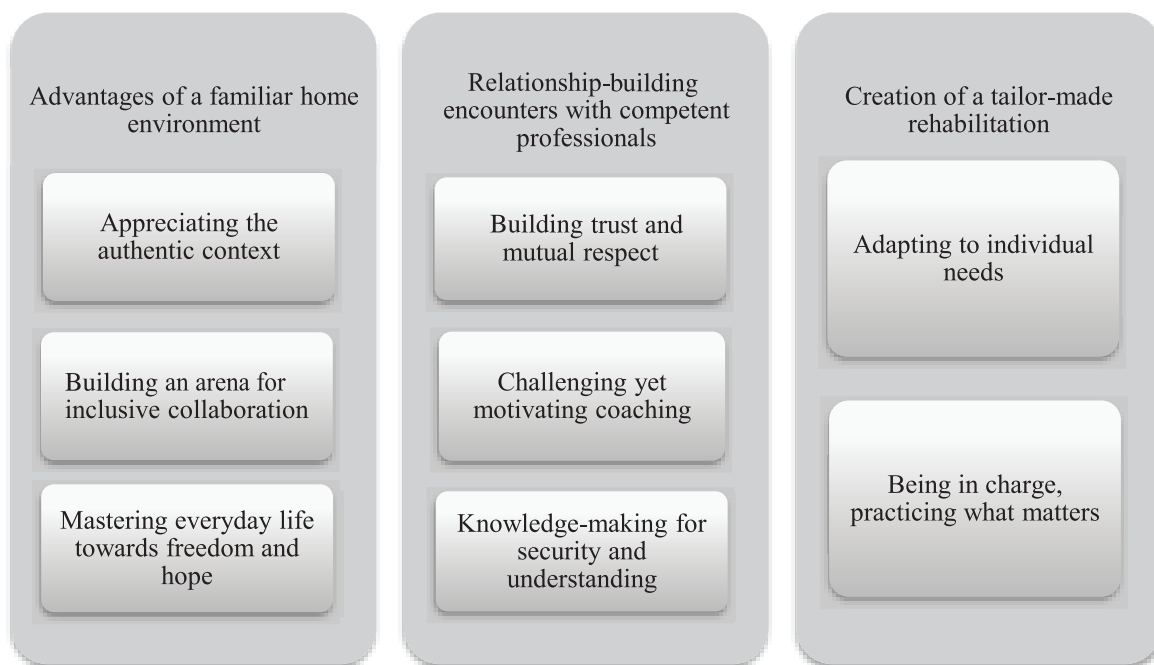 Advantages of a familiar home
environment
Appreciating the
authentic context
Building an arena for
inclusive collaboration
Mastering everyday life
towards freedom and
hope
Relationship-building
encounters with competent
professionals
Building trust and
mutual respect
Challenging yet
motivating coaching
Knowledge-making for
security and
understanding
Creation of a tailor-made
rehabilitation
Adapting to individual
needs
Being in charge,
practicing what matters